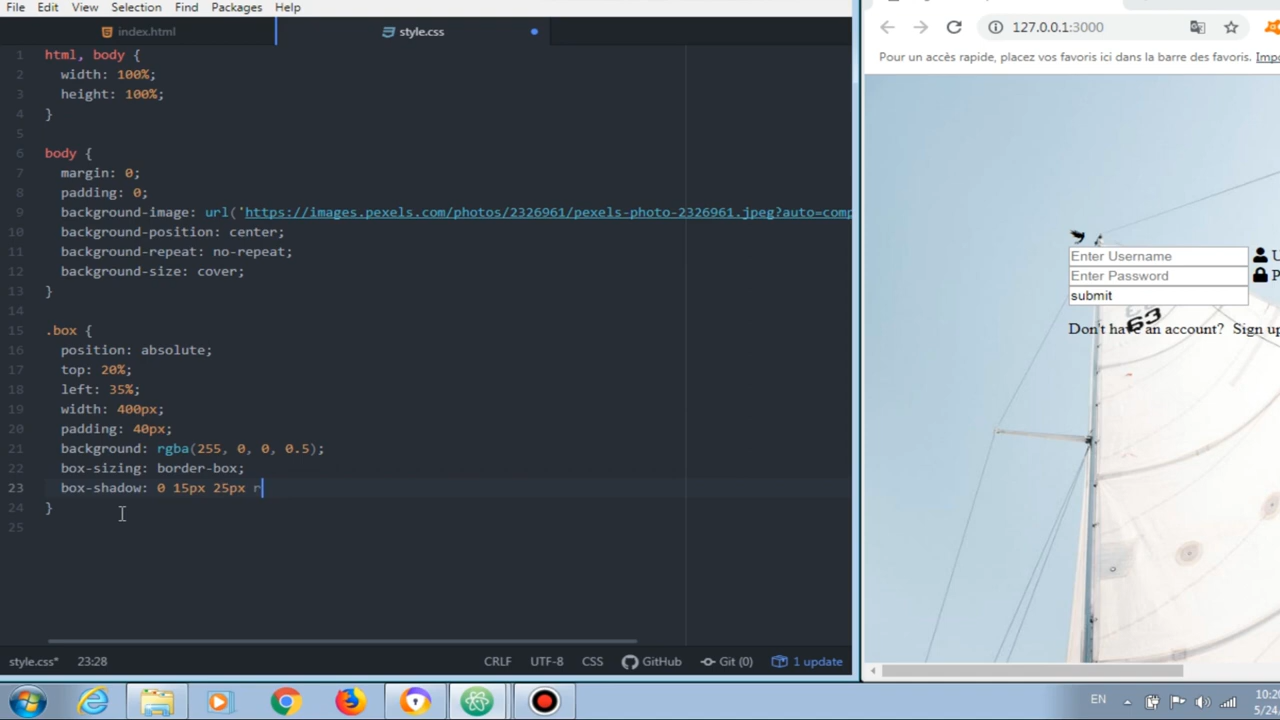 File Edit View Selection Find Packages Help
index.html
style.css
1 html, body {
2 width: 100%;
3 height: 100%;
4 }
5
6 body {
7 margin: 0;
8 padding: 0;
9 background-image: url('https://images.pexels.com/photos/2326961/pexels-photo-2326961.jpeg?auto=comp
10 background-position: center;
11 background-repeat: no-repeat;
12 background-size: cover;
13 }
14
15 .box {
16 position: absolute;
17 top: 20%;
18 left: 35%;
19 width: 400px;
20 padding: 40px;
21 background: rgba(255, 0, 0, 0.5);
22 box-sizing: border-box;
23 box-shadow: 0 15px 25px r
24 }
25
style.css* 23:28 CRLF UTF-8 CSS GitHub Git (0) 1 update
127.0.0.1:3000
Pour un accès rapide, placez vos favoris ici dans la barre des favoris. Impo
Enter Username U
Enter Password P
submit
63
Don't have an account? Sign up
EN
10:20
5/24